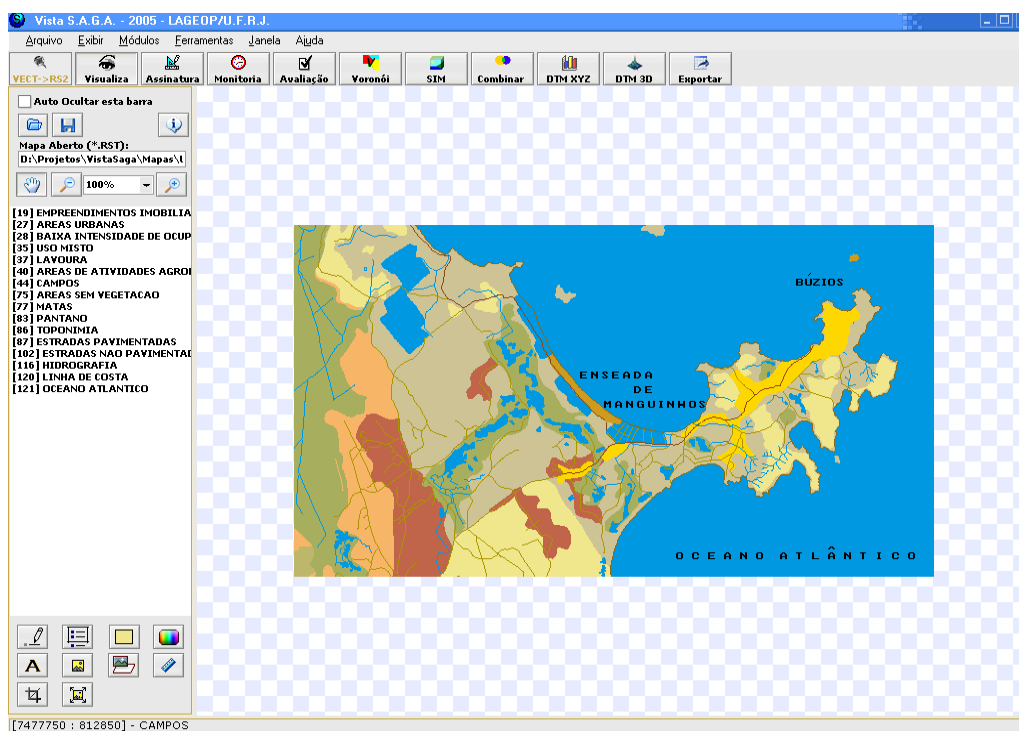 Vista S.A.G.A. - 2005 - LAGEOP/U.F.R.J.
Arquivo Exibir Módulos Ferramentas Janela Ajuda
VECT->RS2 Visualiza Assinatura Monitoria Avaliação Voronói SIM Combinar DTM XYZ DTM 3D Exportar
Auto Ocultar esta barra
Mapa Aberto (*.RST):
D:\Projetos\VistaSaga\Mapas\
100%
[19] EMPREENDIMENTOS IMOBILIA
[27] AREAS URBANAS
[28] BAIXA INTENSIDADE DE OCUP
[35] USO MISTO
[37] LAVOURA
[40] AREAS DE ATIVIDADES AGRO
[44] CAMPOS
[75] AREAS SEM VEGETACAO
[77] MATAS
[83] PANTANO
[86] TOPONIMIA
[87] ESTRADAS PAVIMENTADAS
[102] ESTRADAS NAO PAVIMENTA
[116] HIDROGRAFIA
[120] LINHA DE COSTA
[121] OCEANO ATLANTICO
BÚZIOS
ENSEADA
DE
MANGUINHOS
OCEANO ATLÂNTICO
A
[7477750 : 812850] - CAMPOS